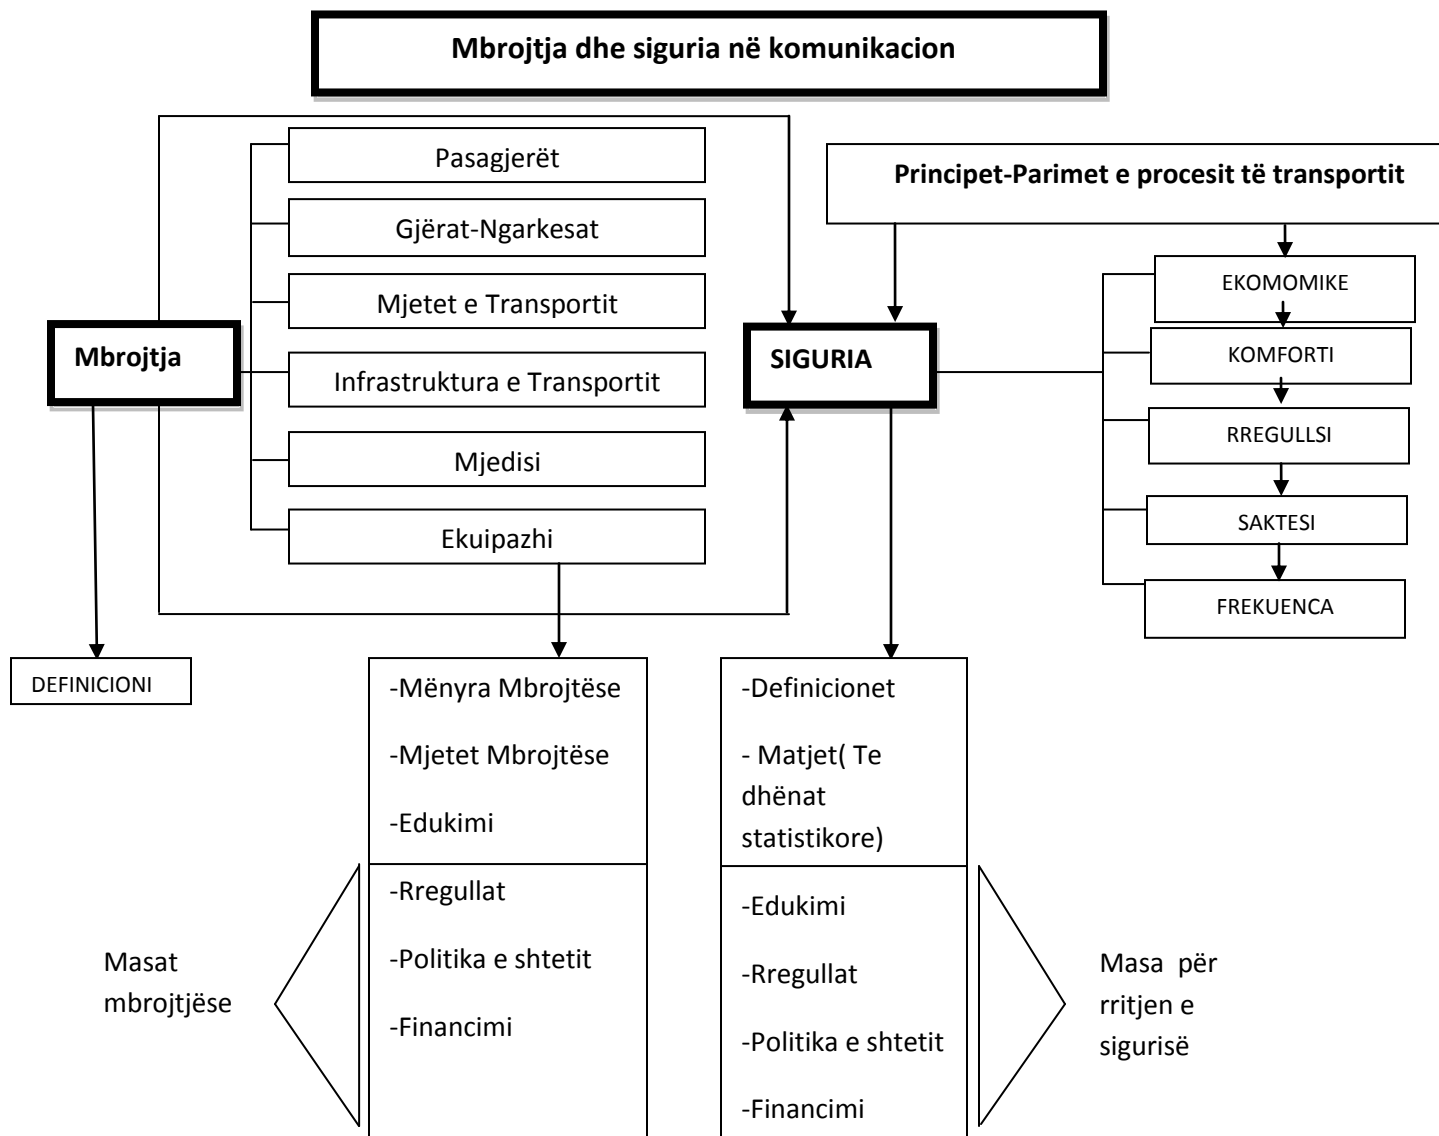 Mbrojtja dhe siguria në komunikacion
Pasagjerët
Gjërat-Ngarkesat
Mjetet e Transportit
Infrastruktura e Transportit
Mjedisi
Ekuipazhi
Mbrojtja
DEFINICIONI
Principet-Parimet e procesit të transportit
SIGURIA
EKOMOMIKE
KOMFORTI
RREGULLSI
SAKTESI
FREKUENCA
-Mënyra Mbrojtëse
-Mjetet Mbrojtëse
-Edukimi
-Rregullat
-Politika e shtetit
-Financimi
Masat
mbrojtjëse
-Definicionet
- Matjet( Te
dhënat
statistikore)
-Edukimi
-Rregullat
-Politika e shtetit
-Financimi
Masa për
rritjen e
sigurisë